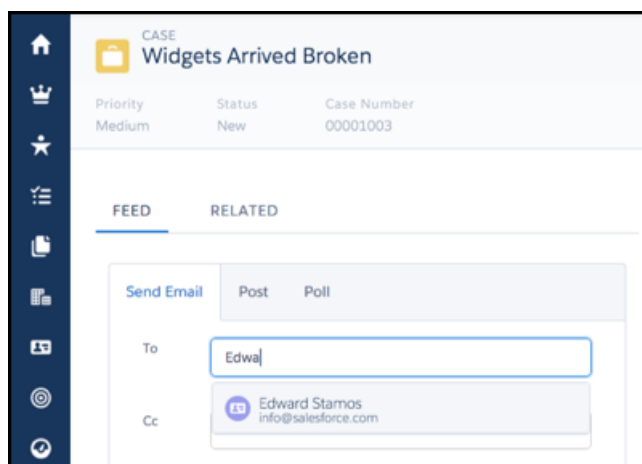 CASE
Widgets Arrived Broken
Priority Status Case Number
Medium New 00001003
FEED RELATED
Send Email Post Poll
To Edwa
Edward Stamos
info@salesforce.com
Cc